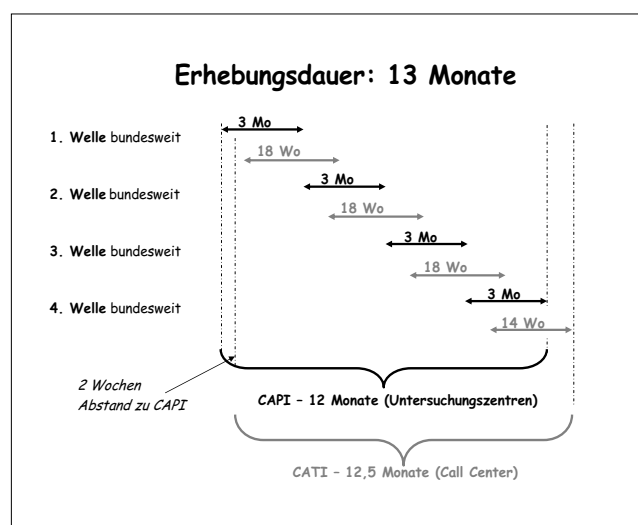 Erhebungsdauer: 13 Monate
3 Mo
1. Welle bundesweit
18 Wo
3 Mo
2. Welle bundesweit
18 Wo
3 Mo
3. Welle bundesweit
18 Wo
3 Mo
4. Welle bundesweit
14 Wo
2 Wochen
Abstand zu CAPI
CAPI – 12 Monate (Untersuchungszentren)
CATI – 12,5 Monate (Call Center)